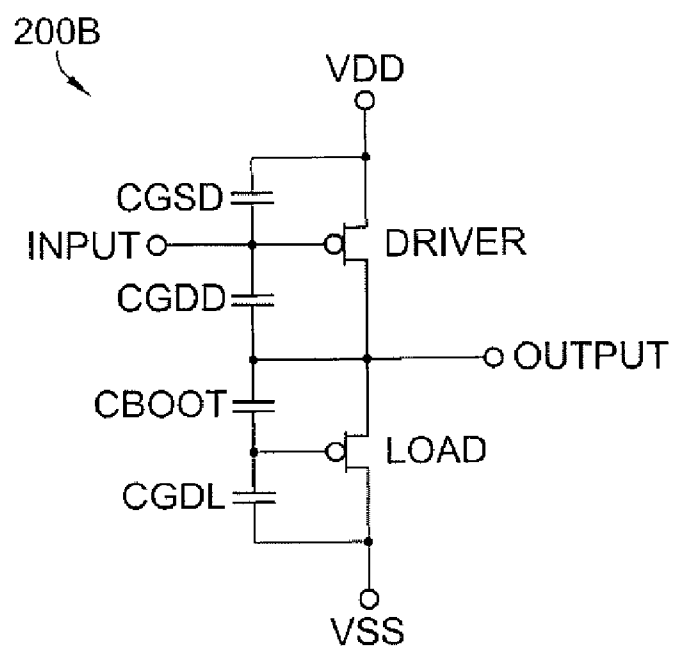 200B
VDD
CGSD
INPUT
DRIVER
CGDD
OUTPUT
CBOOT
LOAD
CGDL
VSS